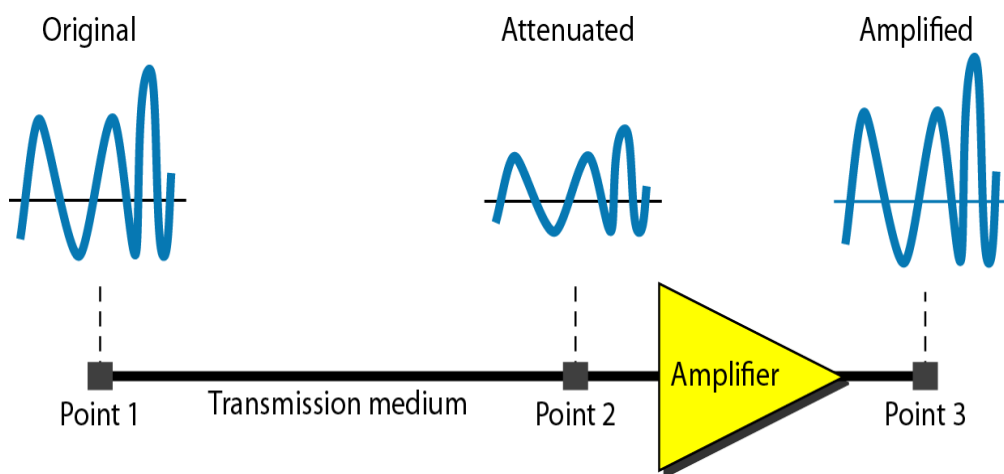 Original
Attenuated
Amplified
Amplifier
Transmission medium
Point 1
Point 2
Point 3